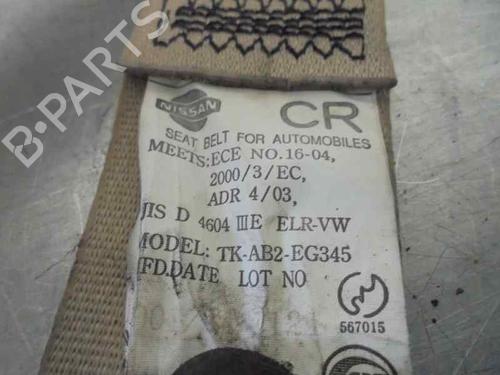 NISSAN
CR
SEAT BELT FOR AUTOMOBILES
MEETS:ECE NO.16-04,
2000/3/EC,
ADR 4/03,
JIS D 4604 III E ELR-VW
MODEL: TK-AB2-EG345
FD.DATE LOT NO
567015
B-PARTS